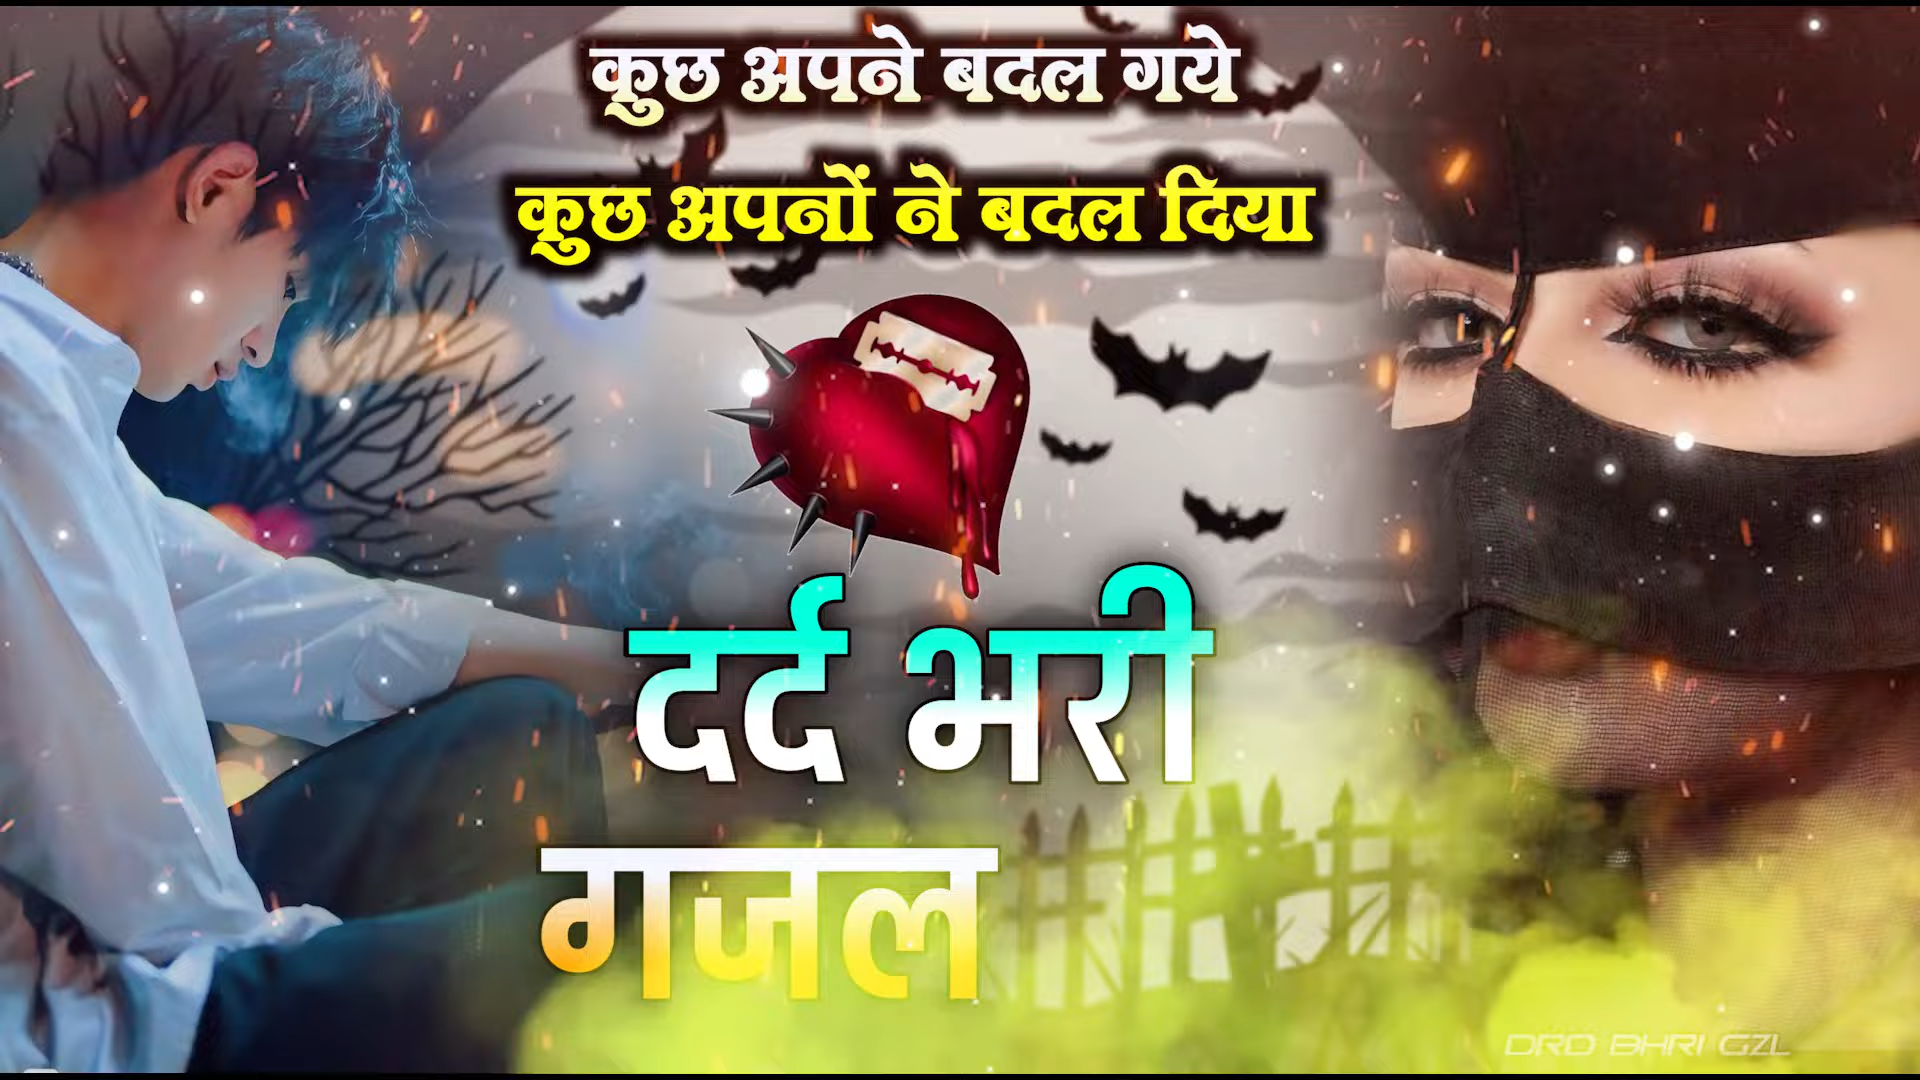 कुछ अपने बदल गये
कुछ अपनों ने बदल दिया
दर्द भरी
गजल
DRD BHRI GZL